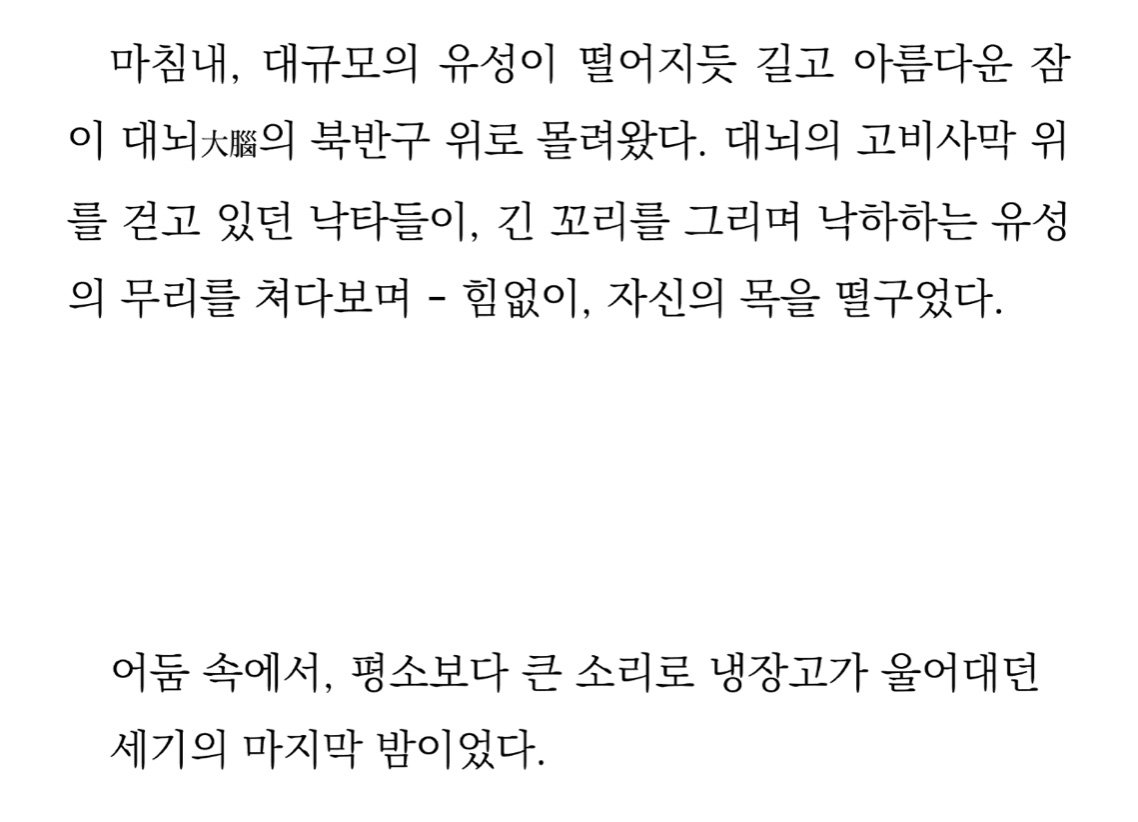 마침내, 대규모의 유성이 떨어지듯 길고 아름다운 잠
이 대뇌大腦의 북반구 위로 몰려왔다. 대뇌의 고비사막 위
를 걷고 있던 낙타들이, 긴 꼬리를 그리며 낙하하는 유성
의 무리를 쳐다보며 - 힘없이, 자신의 목을 떨구었다.
어둠 속에서, 평소보다 큰 소리로 냉장고가 울어대던
세기의 마지막 밤이었다.